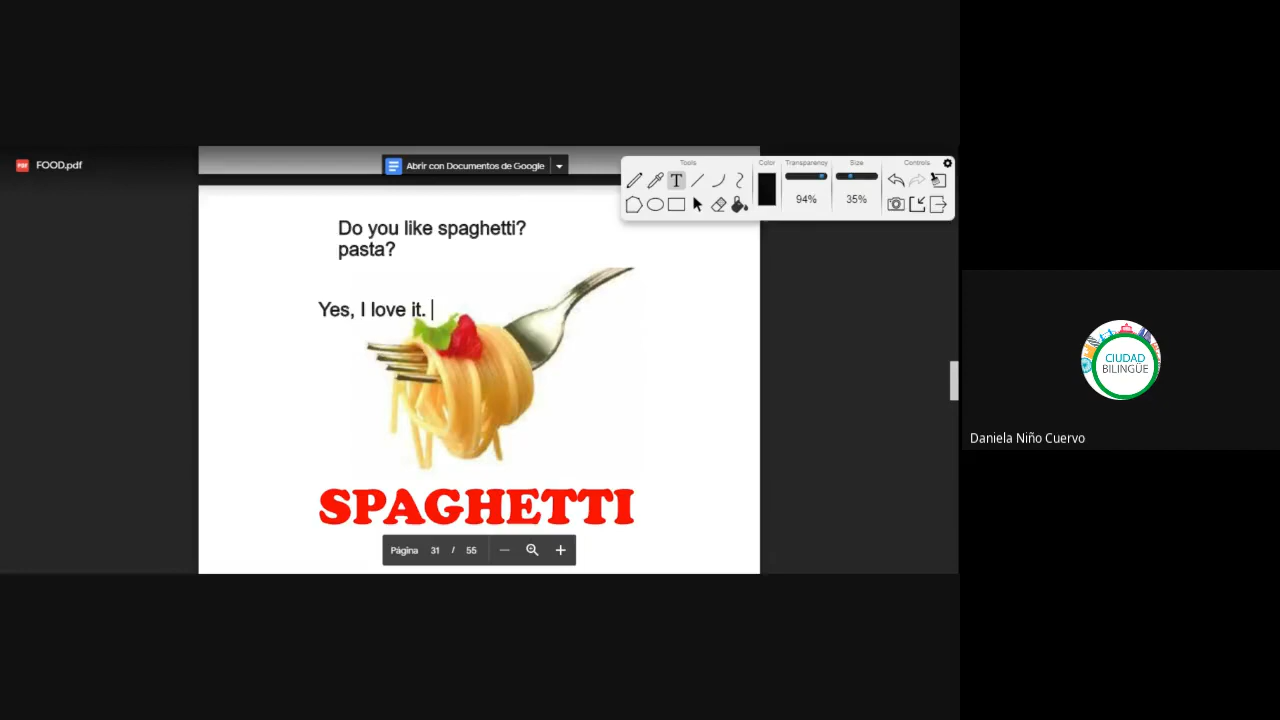 FOOD.pdf
Abrir con Documentos de Google
Tools
Color
Transparency
Size
Controls
T
94%
35%
Do you like spaghetti?
pasta?
Yes, I love it.
SPAGHETTI
Página 31 / 55
CIUDAD
BILINGÜE
Daniela Niño Cuervo